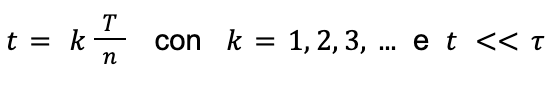 t = k T/n con k = 1, 2, 3, ... e t << τ